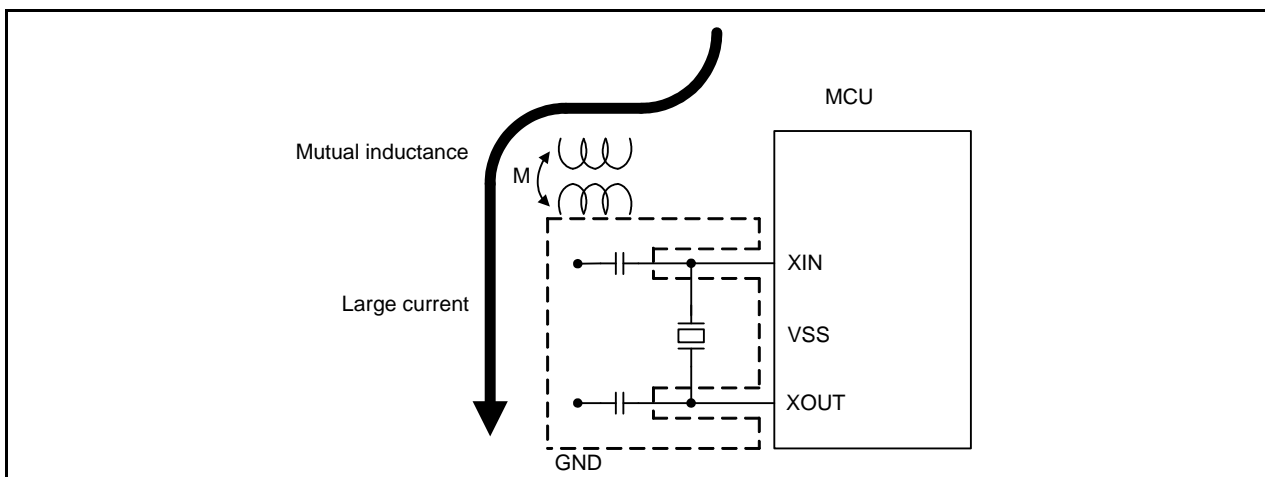 MCU
Mutual inductance
M
XIN
Large current
VSS
XOUT
GND